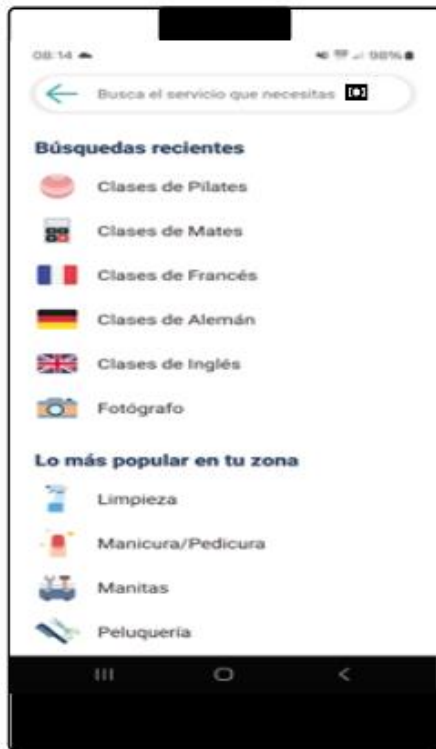 08:14
98%
Busca el servicio que necesitas
Búsquedas recientes
Clases de Pilates
Clases de Mates
Clases de Francés
Clases de Alemán
Clases de Inglés
Fotógrafo
Lo más popular en tu zona
Limpieza
Manicura/Pedicura
Manitas
Peluquería